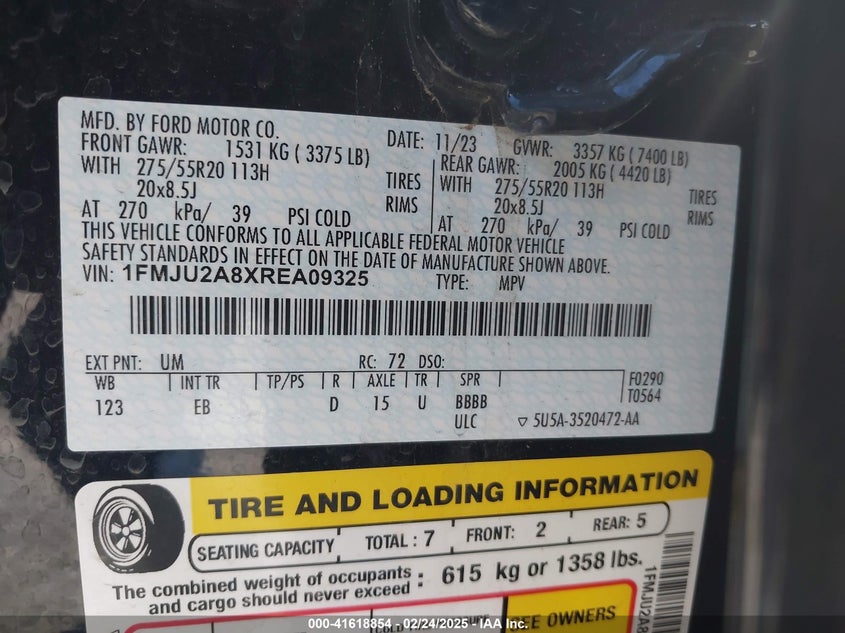 MFD. BY FORD MOTOR CO.
DATE: 11/23 GVWR: 3357 KG ( 7400 LB)
FRONT GAWR: 1531 KG ( 3375 LB)
REAR GAWR: 2005 KG ( 4420 LB)
WITH 275/55R20 113H TIRES
WITH 275/55R20 113H TIRES
20x8.5J RIMS
20x8.5J RIMS
AT 270 kPa/ 39 PSI COLD
AT 270 kPa/ 39 PSI COLD
THIS VEHICLE CONFORMS TO ALL APPLICABLE FEDERAL MOTOR VEHICLE
SAFETY STANDARDS IN EFFECT ON THE DATE OF MANUFACTURE SHOWN ABOVE.
VIN: 1FMJU2A8XREA09325 TYPE: MPV
EXT PNT: UM RC: 72 DSO:
WB INT TR TP/PS R AXLE TR SPR F0290
123 EB D 15 U BBBB T0564
ULC ▽ 5U5A-3520472-AA
TIRE AND LOADING INFORMATION
SEATING CAPACITY TOTAL : 7 FRONT: 2 REAR: 5
The combined weight of occupants
and cargo should never exceed : 615 kg or 1358 lbs.
1FMJU2A8
SEE OWNERS
000-41618854 - 02/24/2025 - IAA Inc.